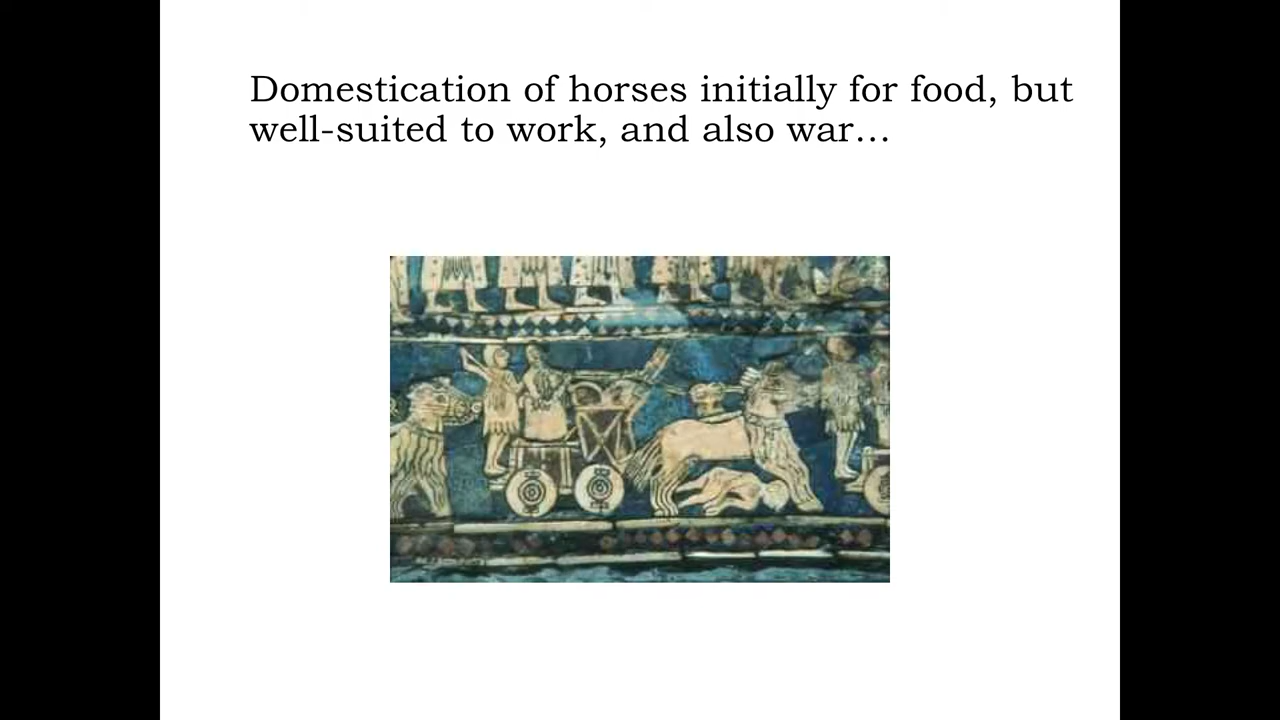 Domestication of horses initially for food, but
well-suited to work, and also war…